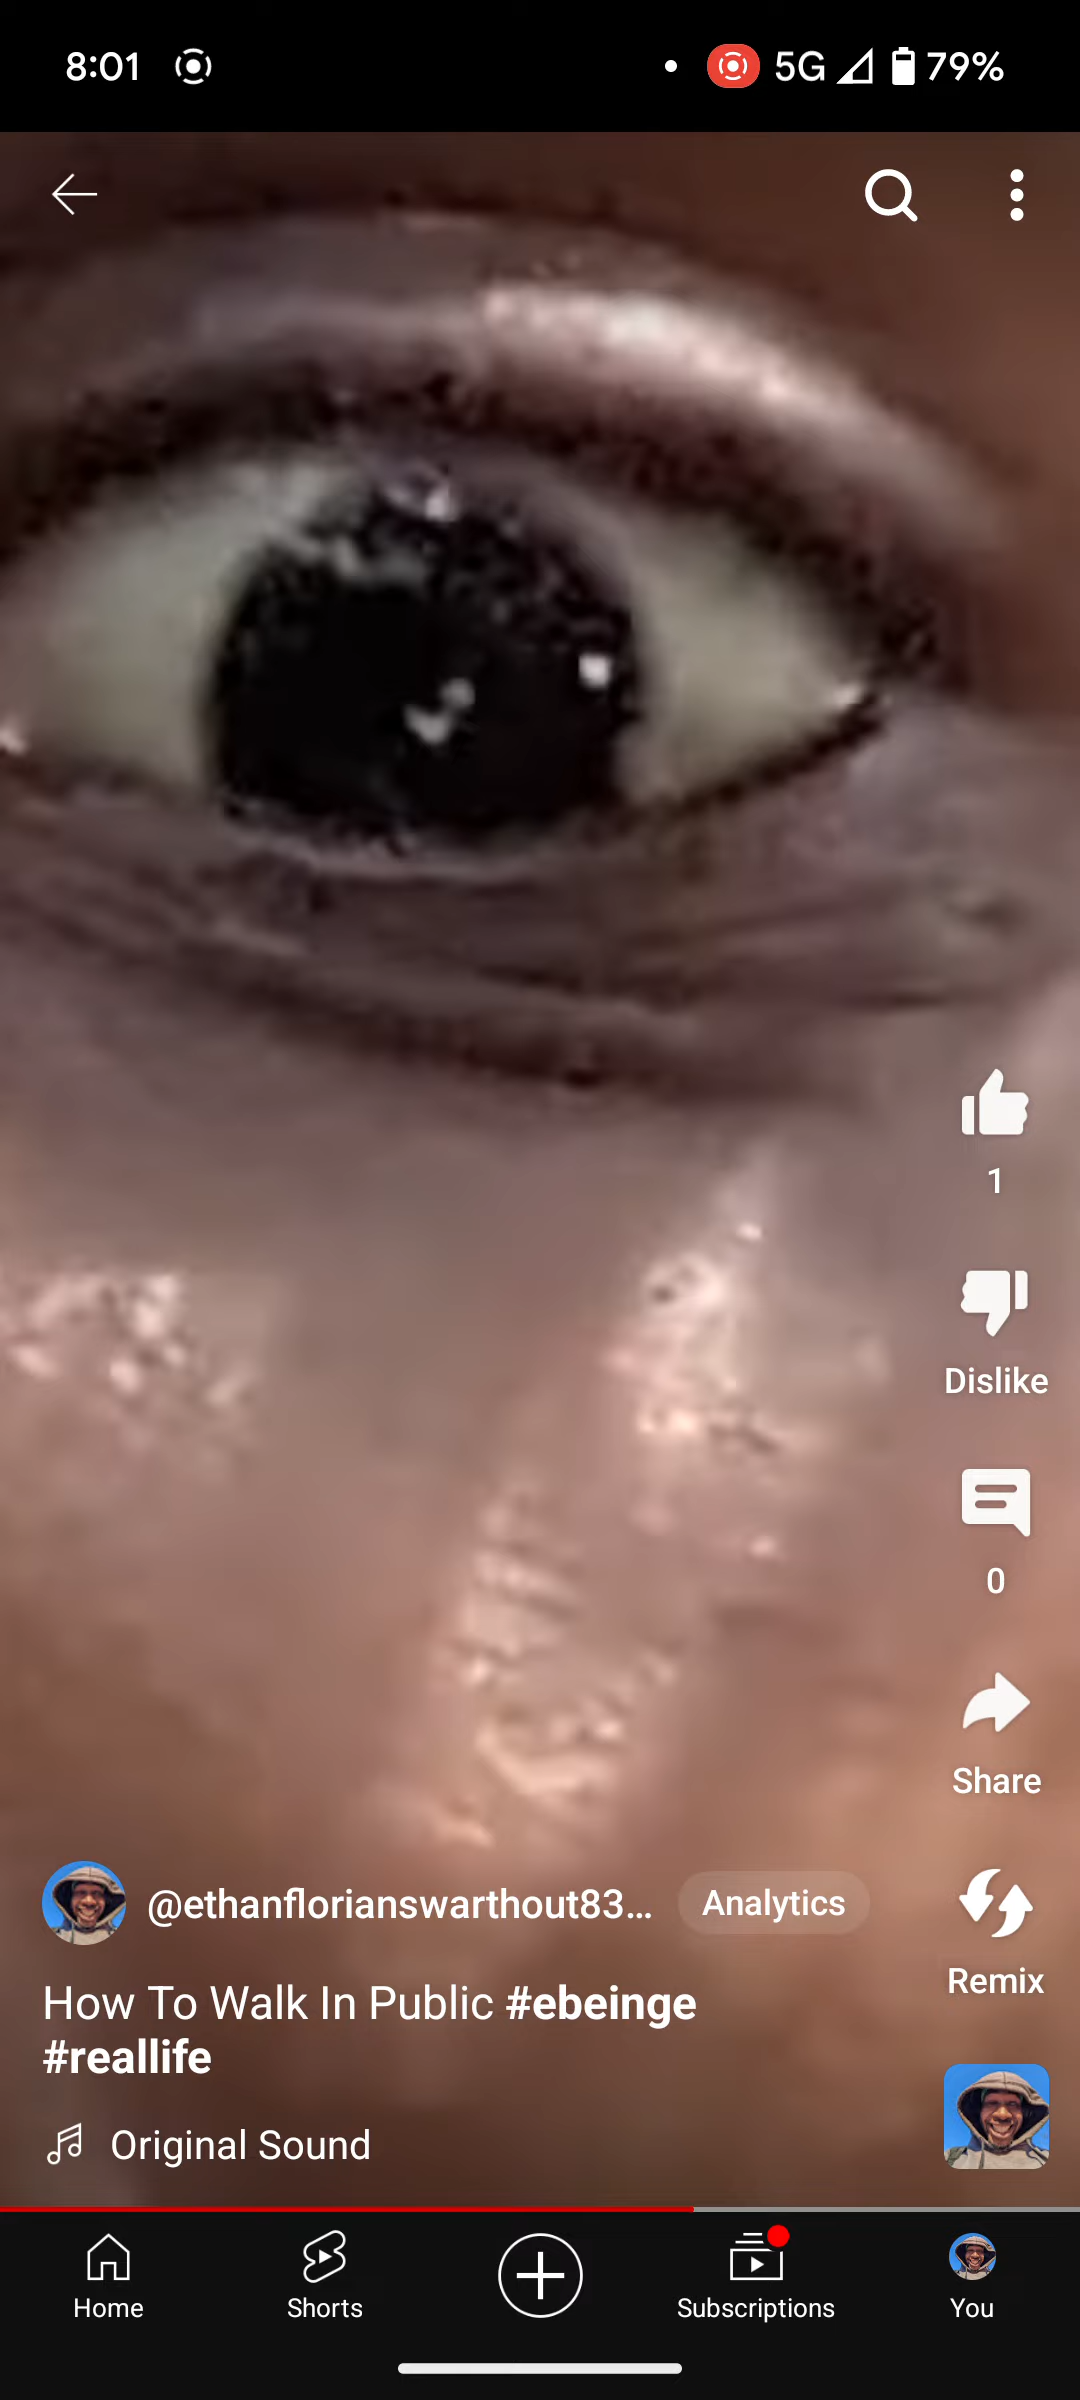 8:01
5G 79%
1
Dislike
0
Share
@ethanflorianswarthout83... Analytics
Remix
How To Walk In Public #ebeinge
#reallife
Original Sound
Home Shorts Subscriptions You